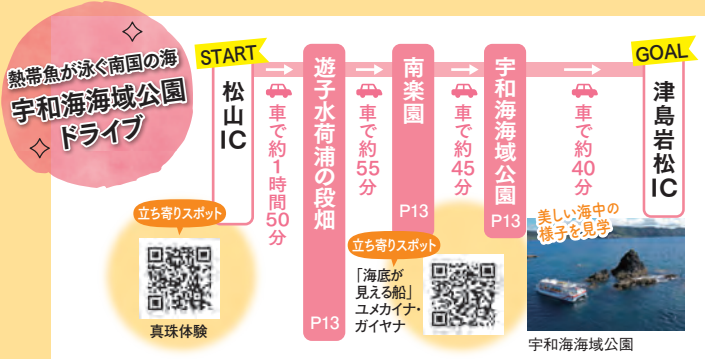 熱帯魚が泳ぐ南国の海
宇和海海域公園
ドライブ
START
松山IC
車で約1時間50分
遊子水荷浦の段畑
P13
車で約55分
南楽園
P13
車で約45分
宇和海海域公園
P13
車で約40分
GOAL
津島岩松IC
立ち寄りスポット
真珠体験
立ち寄りスポット
「海底が
見える船」
ユメカイナ・
ガイヤナ
美しい海中の
様子を見学
宇和海海域公園